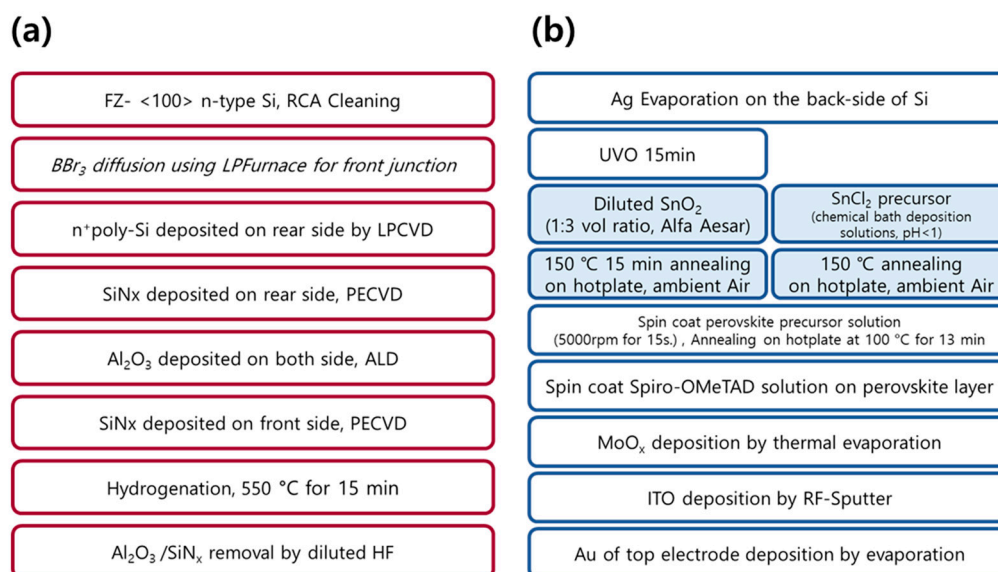 (a)
FZ- <100> n-type Si, RCA Cleaning
BBr₃ diffusion using LPFurnace for front junction
n⁺poly-Si deposited on rear side by LPCVD
SiNx deposited on rear side, PECVD
Al₂O₃ deposited on both side, ALD
SiNx deposited on front side, PECVD
Hydrogenation, 550 °C for 15 min
Al₂O₃ /SiNₓ removal by diluted HF
(b)
Ag Evaporation on the back-side of Si
UVO 15min
Diluted SnO₂
(1:3 vol ratio, Alfa Aesar)
SnCl₂ precursor
(chemical bath deposition
solutions, pH<1)
150 ℃ 15 min annealing
on hotplate, ambient Air
150 ℃ annealing
on hotplate, ambient Air
Spin coat perovskite precursor solution
(5000rpm for 15s.) , Annealing on hotplate at 100 ℃ for 13 min
Spin coat Spiro-OMeTAD solution on perovskite layer
MoOₓ deposition by thermal evaporation
ITO deposition by RF-Sputter
Au of top electrode deposition by evaporation